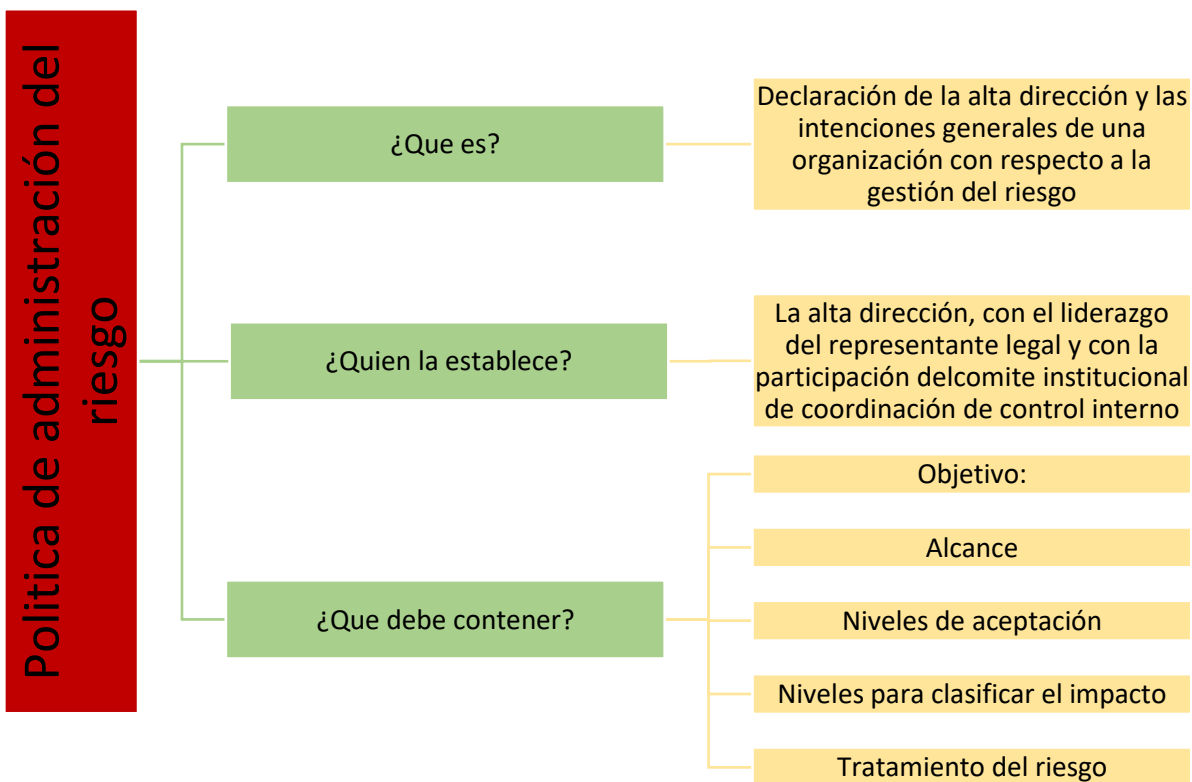 Politica de administración del
riesgo
¿Que es?
Declaración de la alta dirección y las
intenciones generales de una
organización con respecto a la
gestión del riesgo
¿Quien la establece?
La alta dirección, con el liderazgo
del representante legal y con la
participación delcomite institucional
de coordinación de control interno
¿Que debe contener?
Objetivo:
Alcance
Niveles de aceptación
Niveles para clasificar el impacto
Tratamiento del riesgo